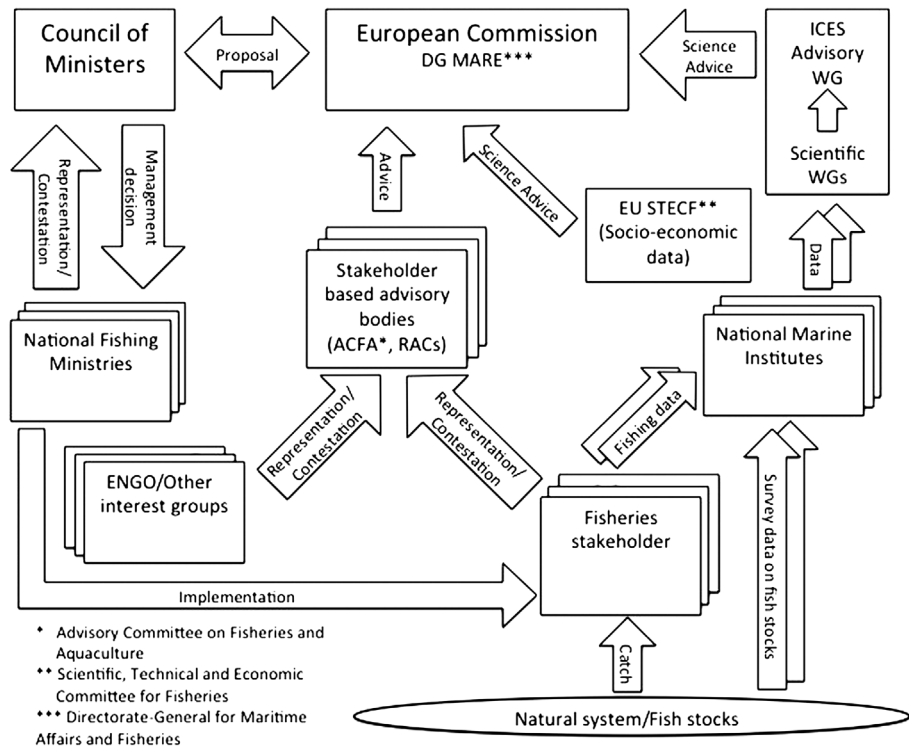 Council of
Ministers
Proposal
European Commission
DG MARE***
Science
Advice
ICES
Advisory
WG
Scientific
WGs
Representation/
Contestation
Management
decision
Advice
Science Advice
EU STECF**
(Socio-economic
data)
Data
Stakeholder
based advisory
bodies
(ACFA*, RACs)
National Fishing
Ministries
National Marine
Institutes
Representation/
Contestation
Representation/
Contestation
Fishing data
ENGO/Other
interest groups
Fisheries
stakeholder
Survey data on fish stocks
Implementation
Catch
Natural system/Fish stocks
* Advisory Committee on Fisheries and
Aquaculture
** Scientific, Technical and Economic
Committee for Fisheries
*** Directorate-General for Maritime
Affairs and Fisheries